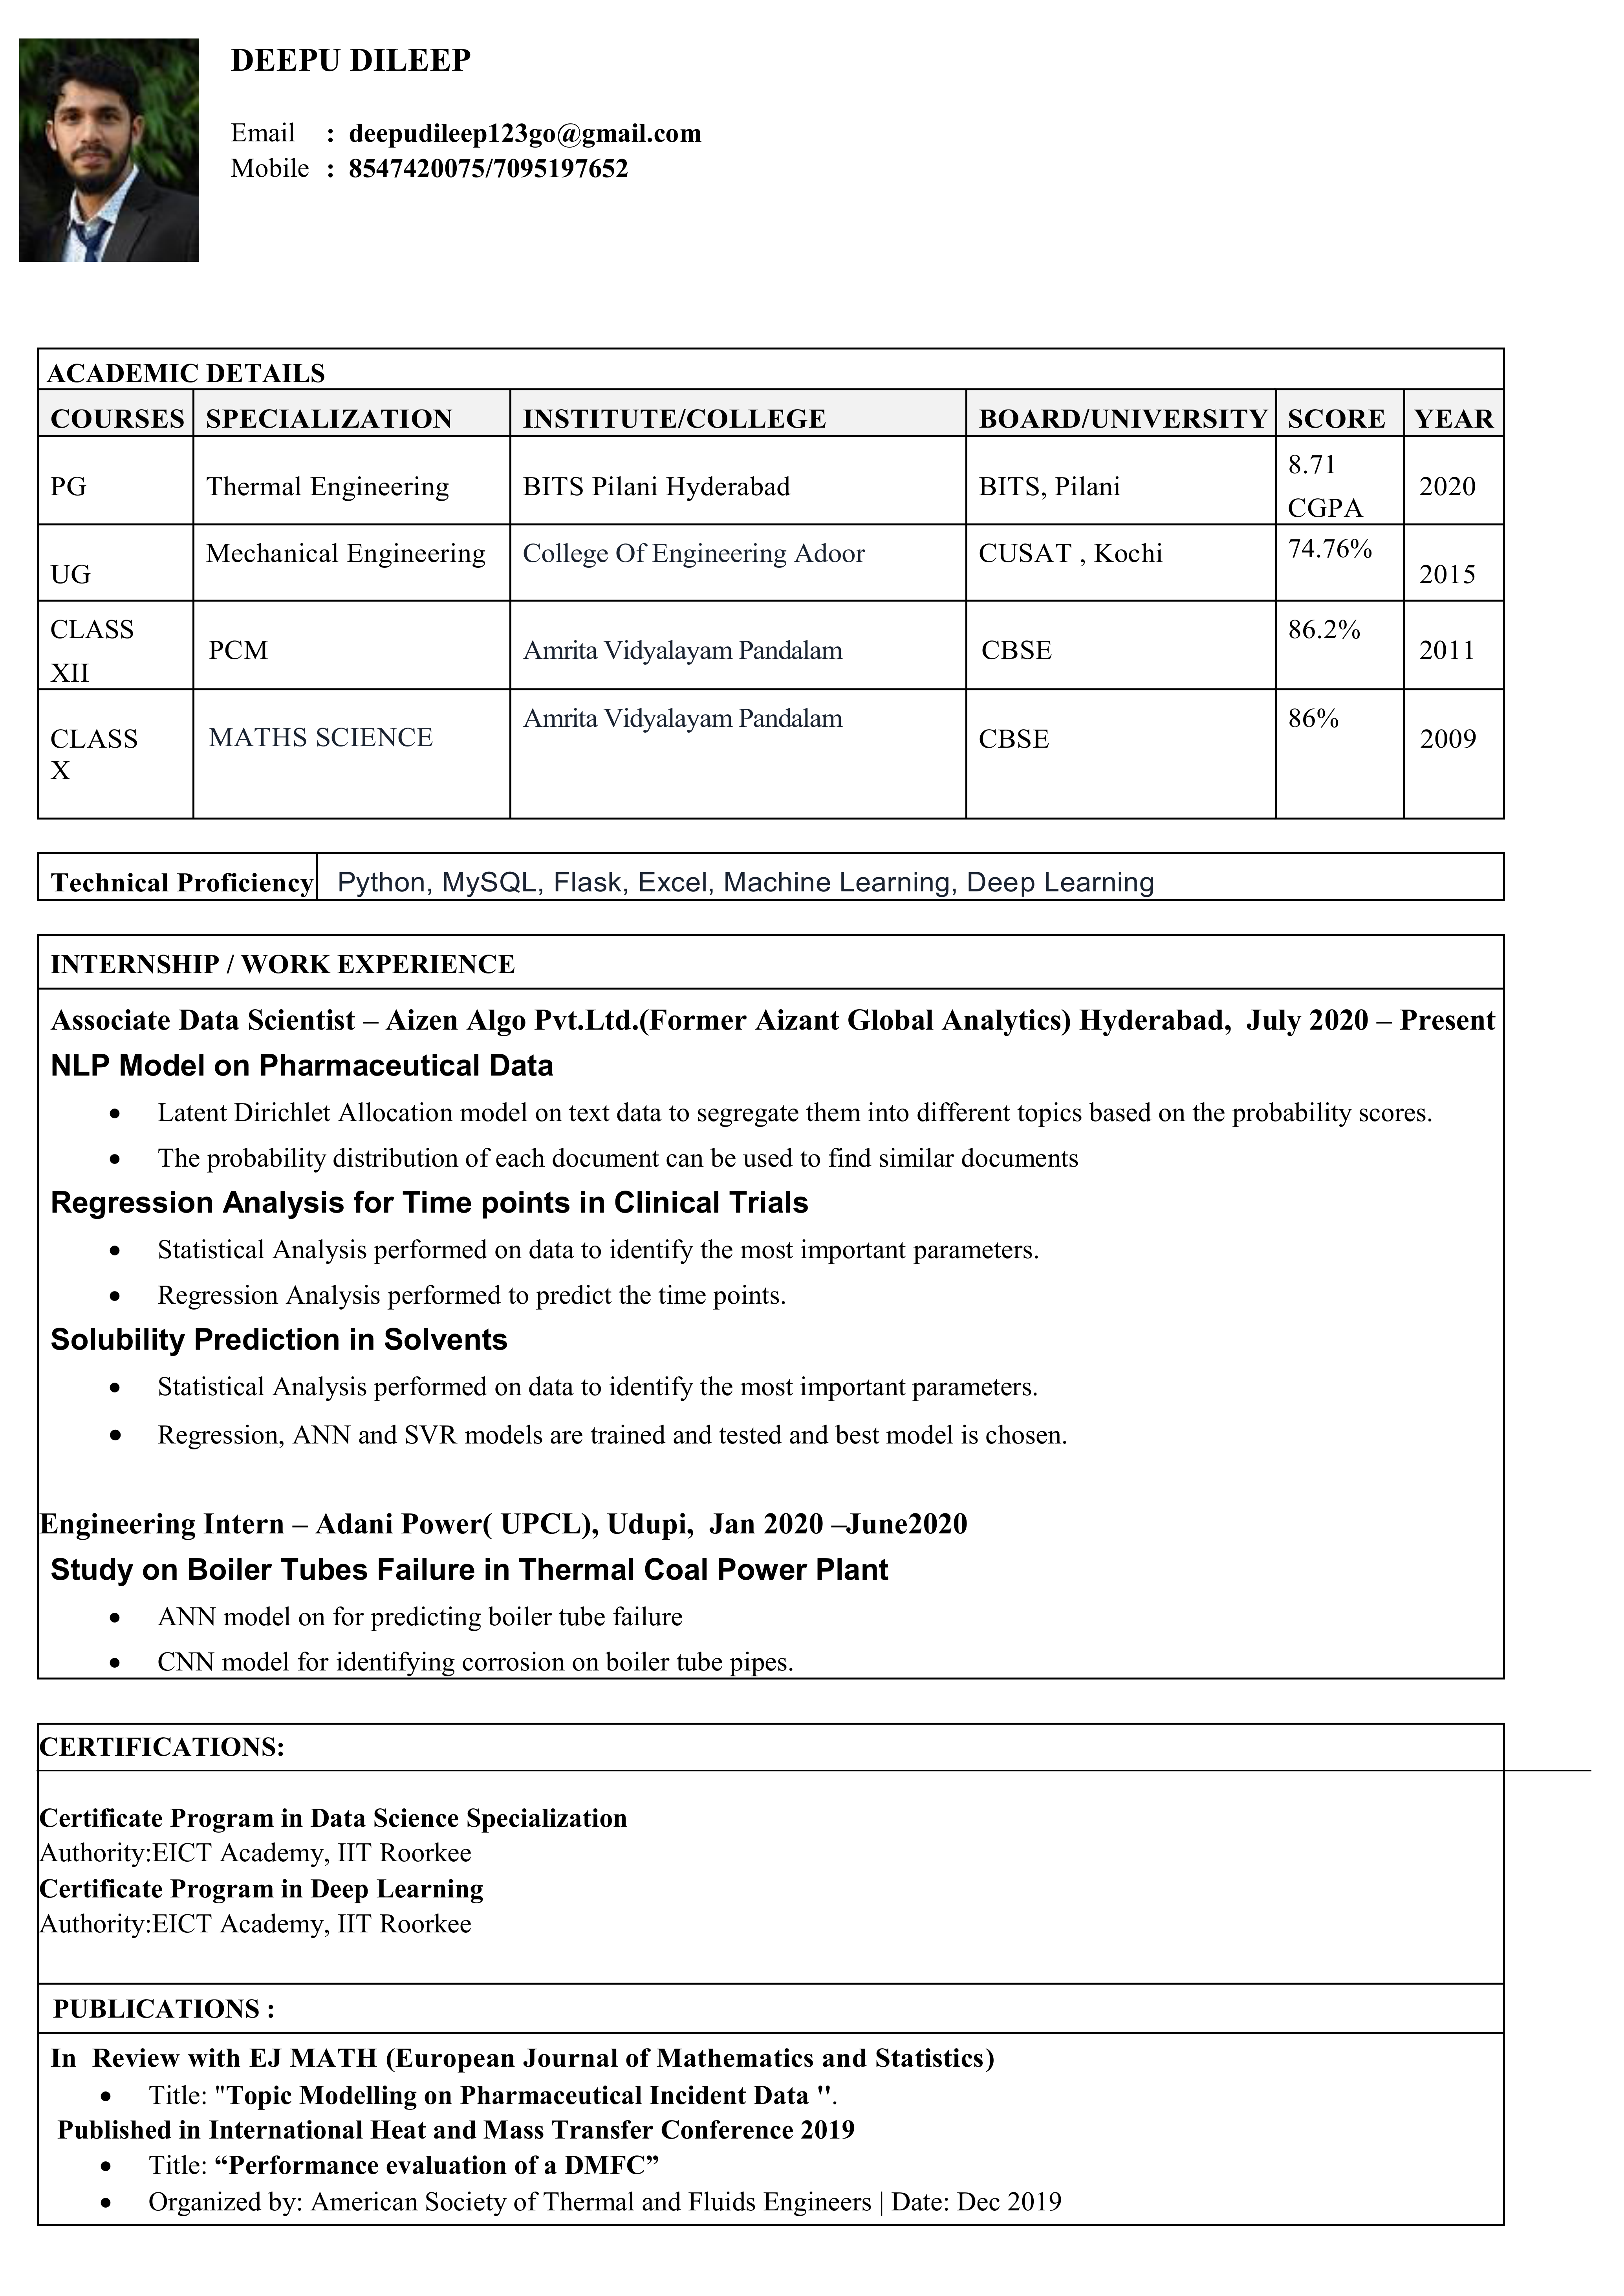 DEEPU DILEEP
Email : deepudileep123go@gmail.com
Mobile : 8547420075/7095197652
ACADEMIC DETAILS
COURSES SPECIALIZATION INSTITUTE/COLLEGE BOARD/UNIVERSITY SCORE YEAR
PG Thermal Engineering BITS Pilani Hyderabad BITS, Pilani 8.71 CGPA 2020
UG Mechanical Engineering College Of Engineering Adoor CUSAT , Kochi 74.76% 2015
CLASS XII PCM Amrita Vidyalayam Pandalam CBSE 86.2% 2011
CLASS X MATHS SCIENCE Amrita Vidyalayam Pandalam CBSE 86% 2009
Technical Proficiency Python, MySQL, Flask, Excel, Machine Learning, Deep Learning
INTERNSHIP / WORK EXPERIENCE
Associate Data Scientist – Aizen Algo Pvt.Ltd.(Former Aizant Global Analytics) Hyderabad, July 2020 – Present
NLP Model on Pharmaceutical Data
• Latent Dirichlet Allocation model on text data to segregate them into different topics based on the probability scores.
• The probability distribution of each document can be used to find similar documents
Regression Analysis for Time points in Clinical Trials
• Statistical Analysis performed on data to identify the most important parameters.
• Regression Analysis performed to predict the time points.
Solubility Prediction in Solvents
• Statistical Analysis performed on data to identify the most important parameters.
• Regression, ANN and SVR models are trained and tested and best model is chosen.
Engineering Intern – Adani Power( UPCL), Udupi, Jan 2020 –June2020
Study on Boiler Tubes Failure in Thermal Coal Power Plant
• ANN model on for predicting boiler tube failure
• CNN model for identifying corrosion on boiler tube pipes.
CERTIFICATIONS:
Certificate Program in Data Science Specialization
Authority:EICT Academy, IIT Roorkee
Certificate Program in Deep Learning
Authority:EICT Academy, IIT Roorkee
PUBLICATIONS :
In Review with EJ MATH (European Journal of Mathematics and Statistics)
• Title: "Topic Modelling on Pharmaceutical Incident Data ".
Published in International Heat and Mass Transfer Conference 2019
• Title: “Performance evaluation of a DMFC”
• Organized by: American Society of Thermal and Fluids Engineers | Date: Dec 2019